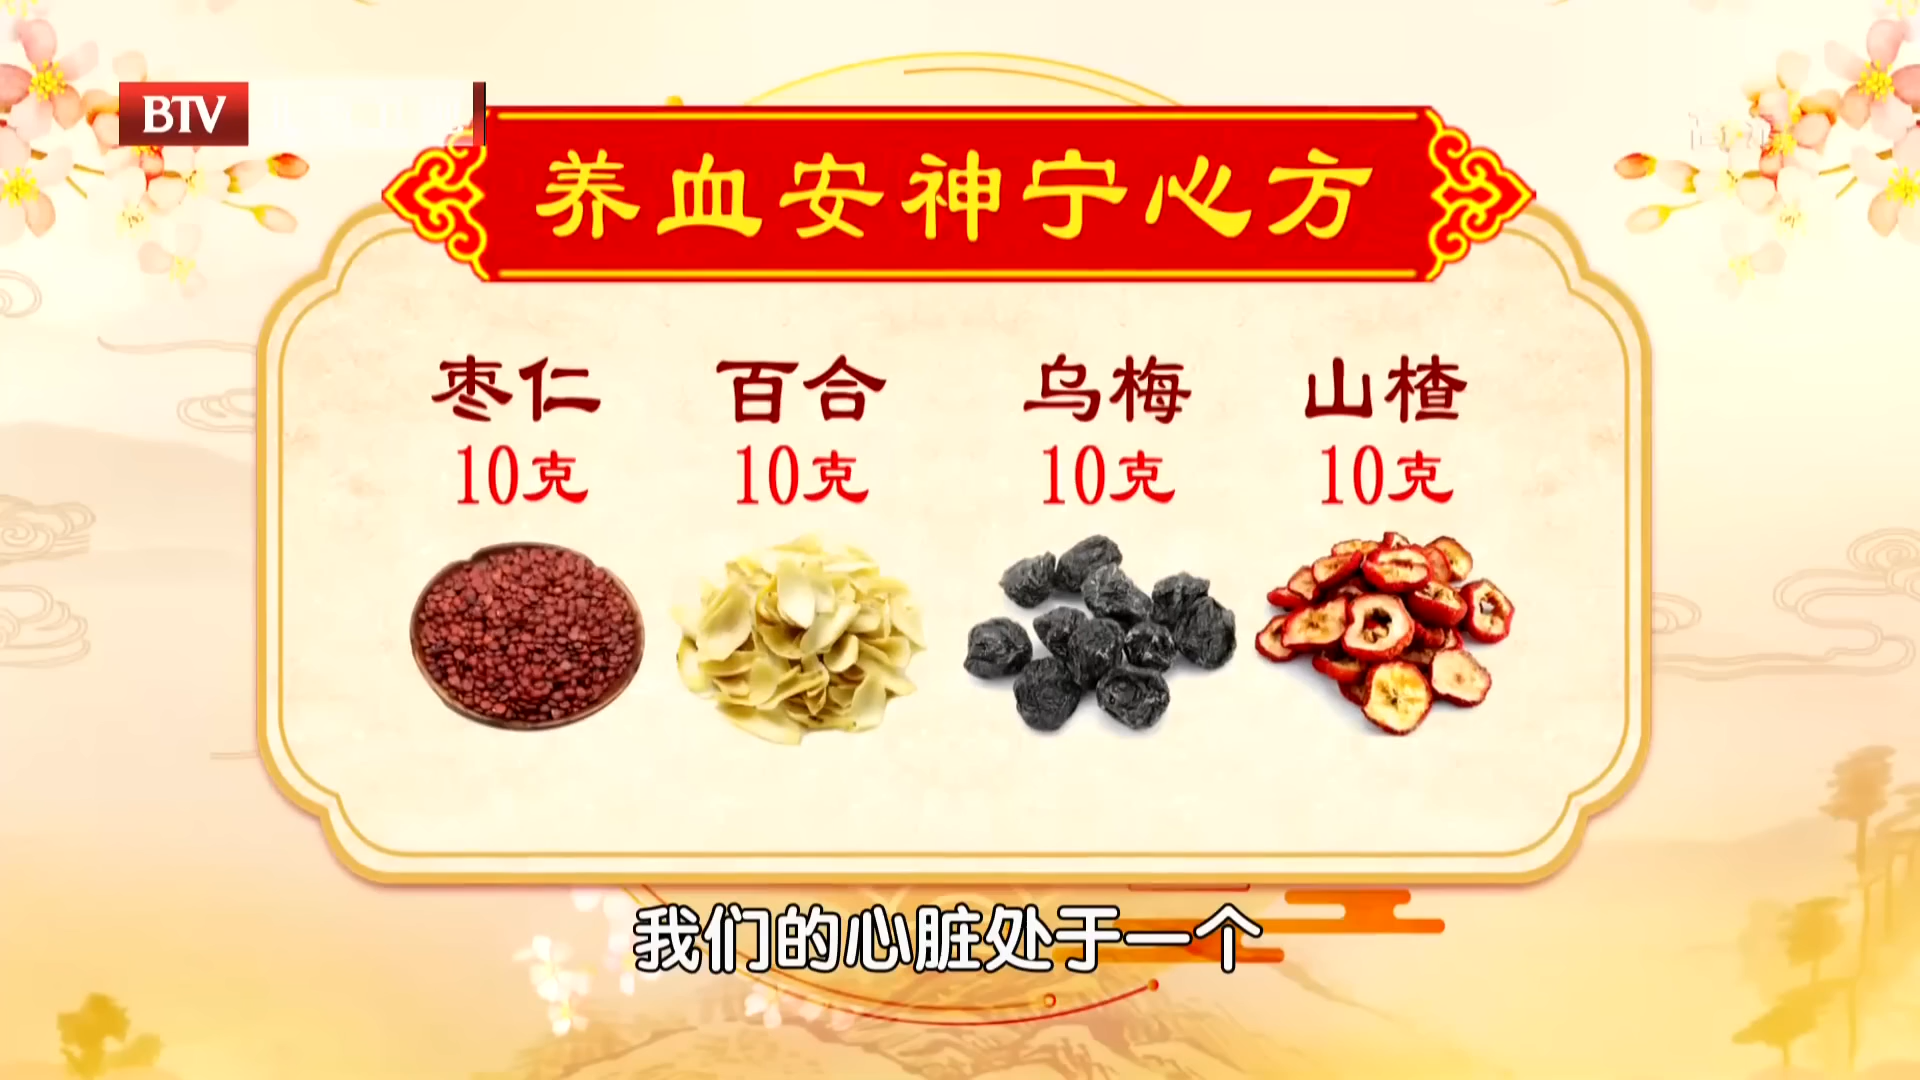 BTV
养血安神宁心方
枣仁 百合 乌梅 山楂
10克 10克 10克 10克
我们的心脏处于一个